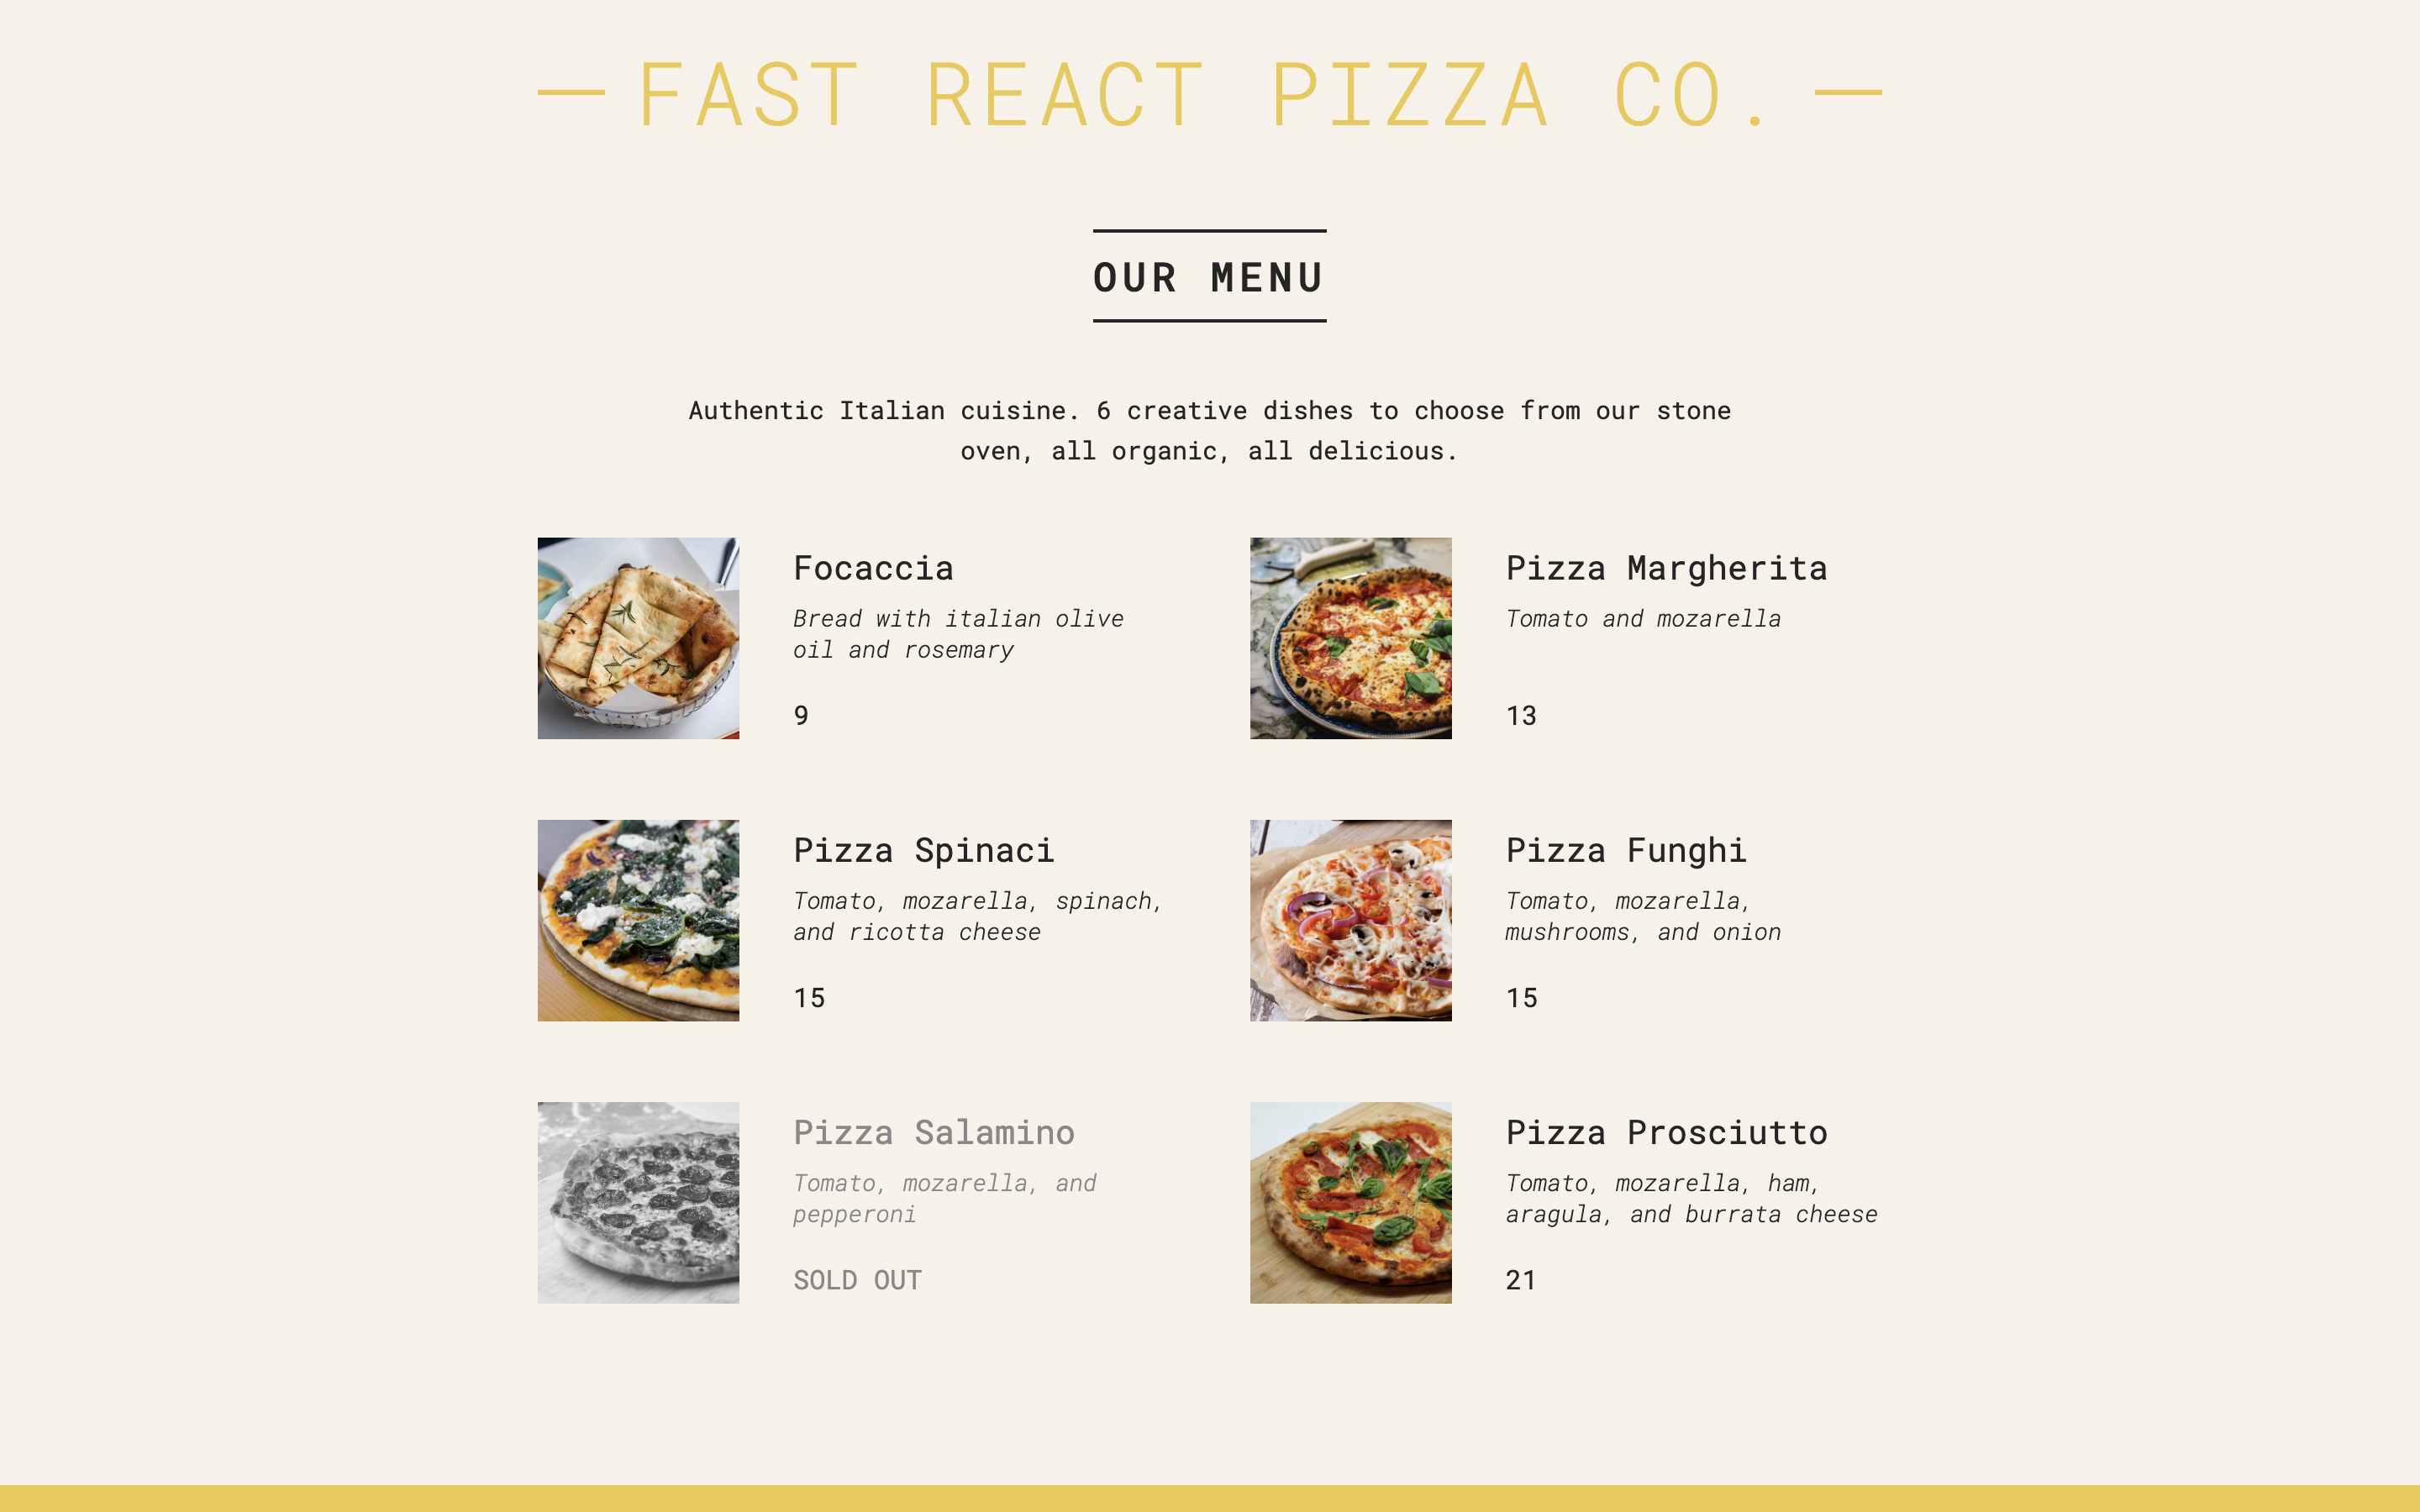 FAST REACT PIZZA CO.
OUR MENU
Authentic Italian cuisine. 6 creative dishes to choose from our stone
oven, all organic, all delicious.
Focaccia
Bread with italian olive
oil and rosemary
9
Pizza Margherita
Tomato and mozarella
13
Pizza Spinaci
Tomato, mozarella, spinach,
and ricotta cheese
15
Pizza Funghi
Tomato, mozarella,
mushrooms, and onion
15
Pizza Salamino
Tomato, mozarella, and
pepperoni
SOLD OUT
Pizza Prosciutto
Tomato, mozarella, ham,
aragula, and burrata cheese
21